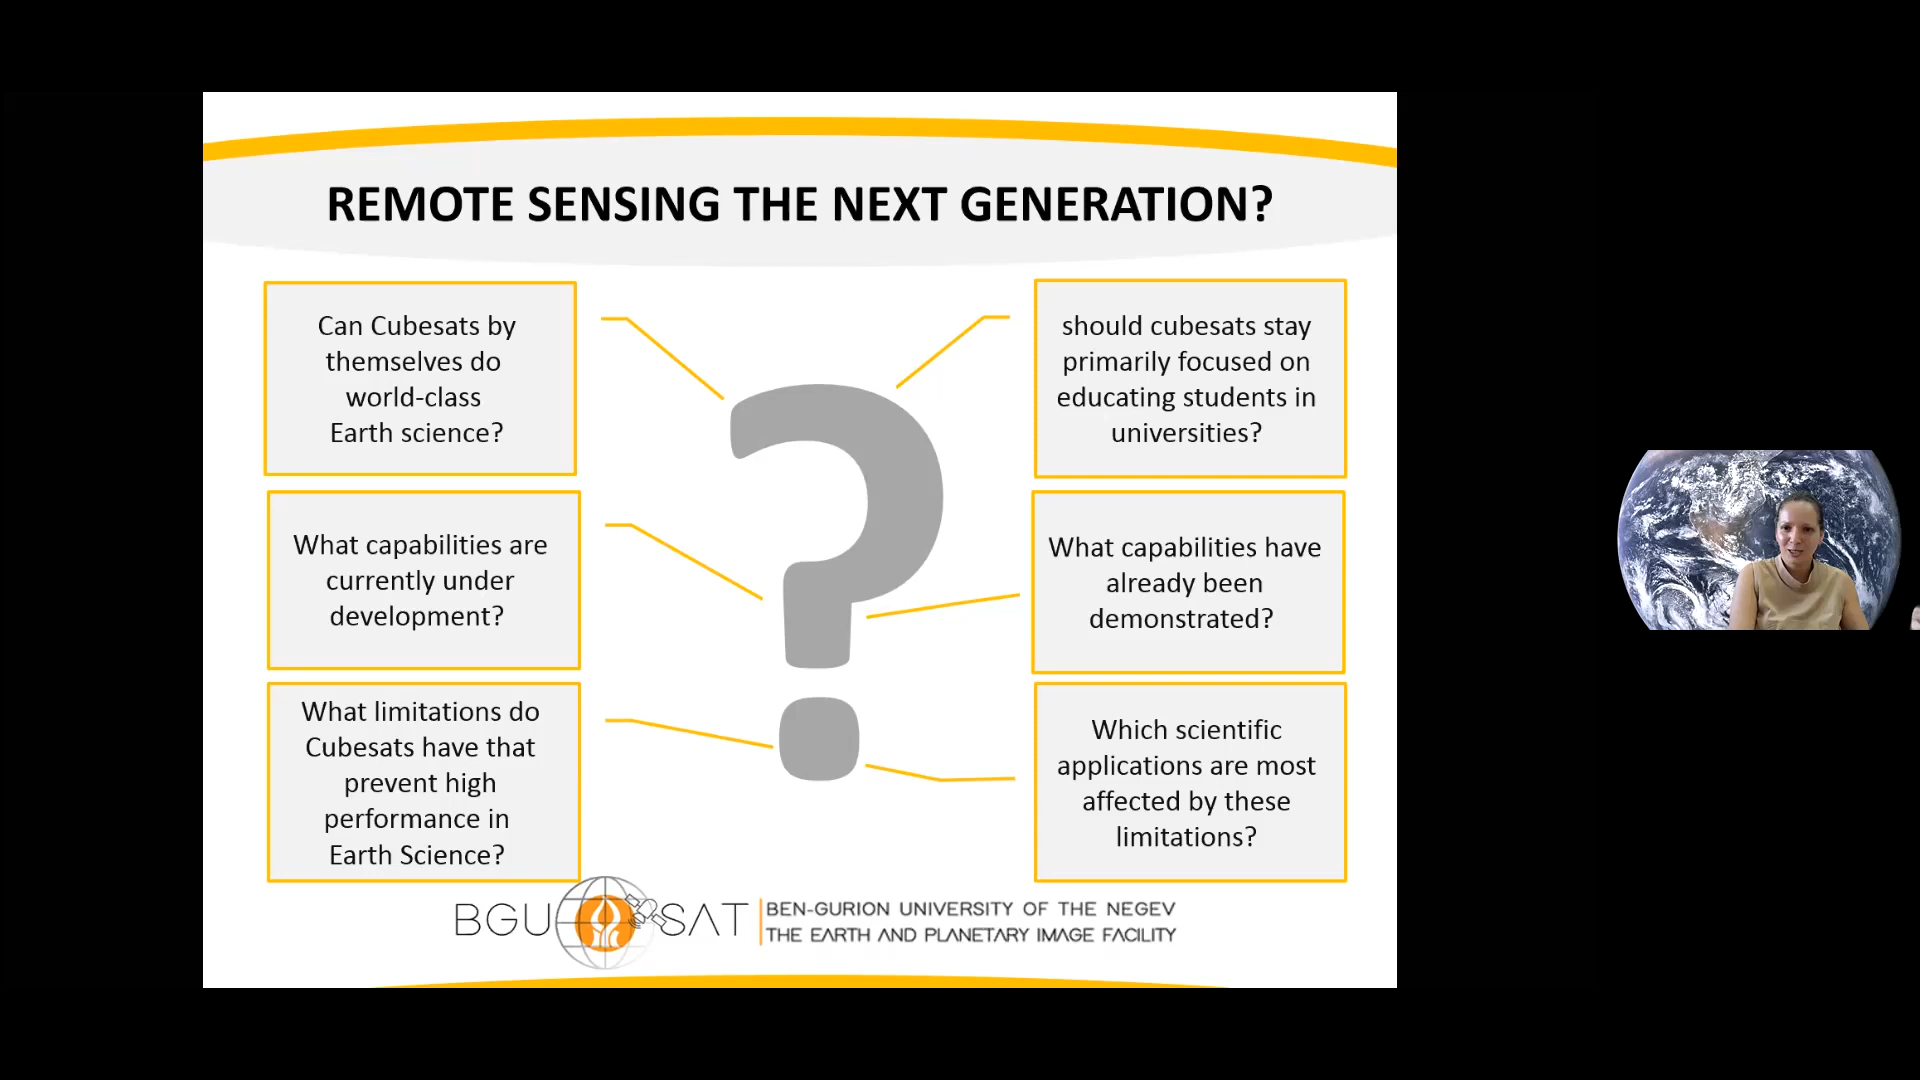 REMOTE SENSING THE NEXT GENERATION?
Can Cubesats by
themselves do
world-class
Earth science?
should cubesats stay
primarily focused on
educating students in
universities?
What capabilities are
currently under
development?
What capabilities have
already been
demonstrated?
What limitations do
Cubesats have that
prevent high
performance in
Earth Science?
Which scientific
applications are most
affected by these
limitations?
BGU SAT
BEN-GURION UNIVERSITY OF THE NEGEV
THE EARTH AND PLANETARY IMAGE FACILITY